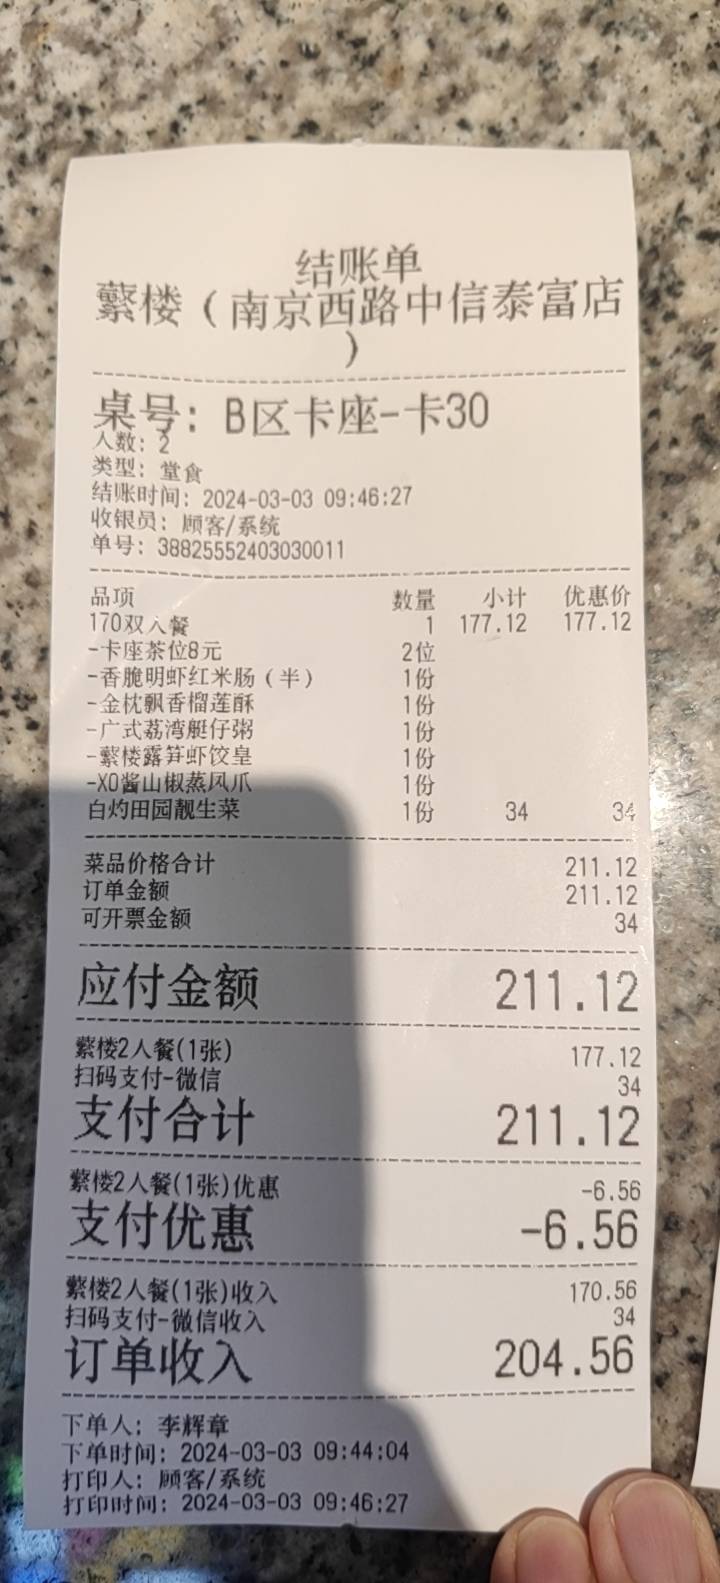 结账单
蘩楼（南京西路中信泰富店
）
桌号: B区卡座-卡30
人数: 2
类型: 堂食
结账时间: 2024-03-03 09:46:27
收银员: 顾客/系统
单号: 38825552403030011
品项 数量 小计 优惠价
170双人餐 1 177.12 177.12
-卡座茶位8元 2位
-香脆明虾红米肠（半） 1份
-金枕飘香榴莲酥 1份
-广式荔湾艇仔粥 1份
-蘩楼露笋虾饺皇 1份
-XO酱山椒蒸凤爪 1份
白灼田园靓生菜 1份 34 34
菜品价格合计 211.12
订单金额 211.12
可开票金额 34
应付金额 211.12
蘩楼2人餐(1张) 177.12
扫码支付-微信 34
支付合计 211.12
蘩楼2人餐(1张)优惠 -6.56
支付优惠 -6.56
蘩楼2人餐(1张)收入 170.56
扫码支付-微信收入 34
订单收入 204.56
下单人: 李辉章
下单时间: 2024-03-03 09:44:04
打印人: 顾客/系统
打印时间: 2024-03-03 09:46:27